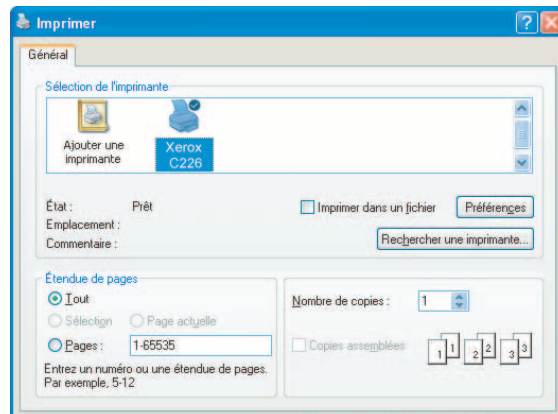 Imprimer
Général
Sélection de l'imprimante
Ajouter une
imprimante
Xerox
C226
État : Prêt
Emplacement :
Commentaire :
Imprimer dans un fichier
Préférences
Rechercher une imprimante...
Étendue de pages
Tout
Sélection
Page actuelle
Pages : 1-65535
Entrez un numéro ou une étendue de pages.
Par exemple, 5-12
Nombre de copies : 1
Copies assemblées
1 1 2 2 3 3